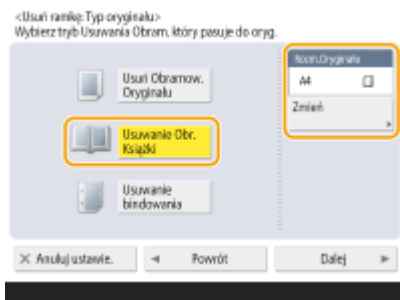 <Usuń ramkę: Typ oryginału>
Wybierz tryb Usuwania Obram. który pasuje do oryg.
Rozm.Oryginału
Usuń Obramow.
Oryginału
A4
Zmień
Usuwanie Obr.
Książki
Usuwanie
bindowania
Anuluj ustawie.
Powrót
Dalej